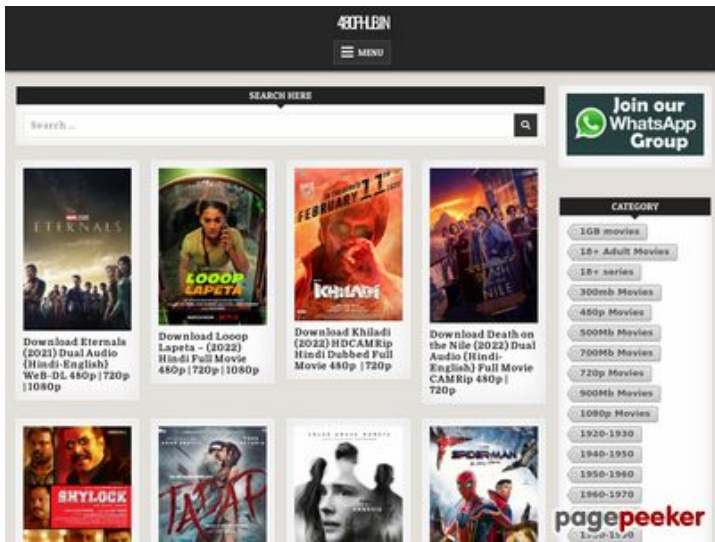 480PHUB.IN
MENU
SEARCH HERE
Search...
Join our
WhatsApp
Group
ETERNALS
LOOOP
LAPETA
FEBRUARY 11TH
KHILADI
DEATH
ON THE
NILE
Download Eternals
(2021) Dual Audio
{Hindi-English}
WeB-DL 480p | 720p
| 1080p
Download Looop
Lapeta – (2022)
Hindi Full Movie
480p | 720p | 1080p
Download Khiladi
(2022) HDCAMRip
Hindi Dubbed Full
Movie 480p | 720p
Download Death on
the Nile (2022) Dual
Audio {Hindi-
English} Full Movie
CAMRip 480p |
720p
SHYLOCK
TADAP
SPIDER-MAN
CATEGORY
1GB movies
18+ Adult Movies
18+ series
300mb Movies
480p Movies
500Mb Movies
700Mb Movies
720p Movies
900Mb Movies
1080p Movies
1920-1930
1940-1950
1950-1960
1960-1970
pagepeeker